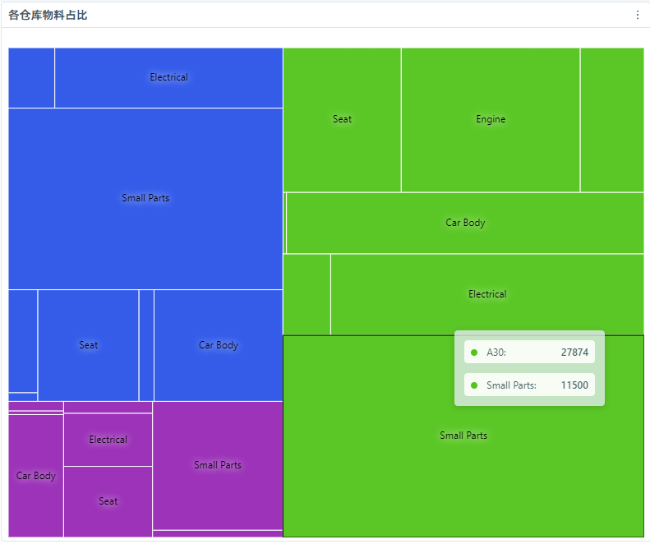 各仓库物料占比
Electrical
Small Parts
Seat
Car Body
Car Body
Electrical
Seat
Small Parts
Seat
Engine
Car Body
Electrical
A30: 27874
Small Parts: 11500
Small Parts